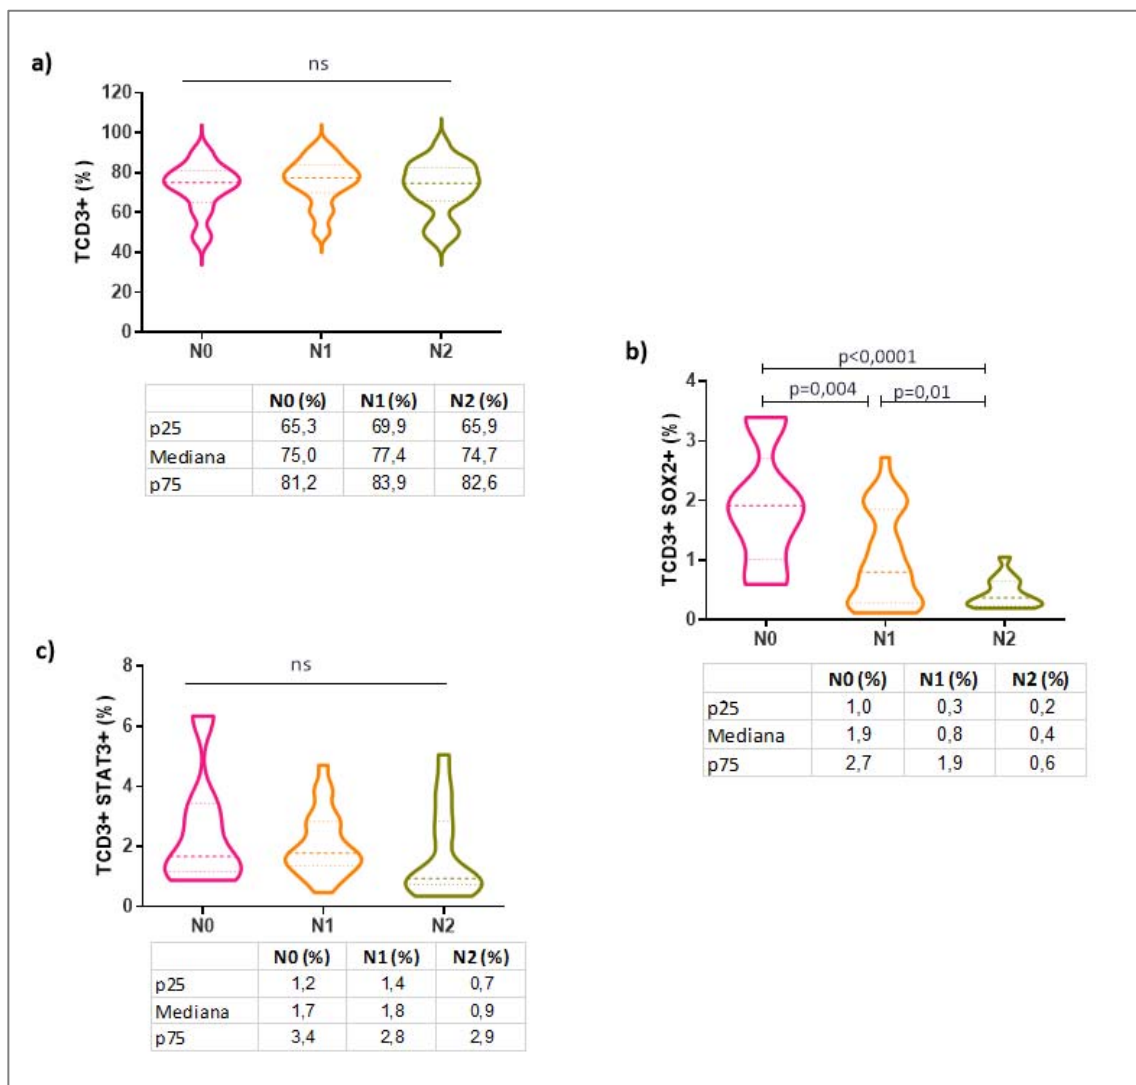 a)
ns
TCD3+ (%)
120
100
80
60
40
20
0
N0 N1 N2
N0 (%) N1 (%) N2 (%)
p25 65,3 69,9 65,9
Mediana 75,0 77,4 74,7
p75 81,2 83,9 82,6
b)
p<0,0001
p=0,004 p=0,01
TCD3+ SOX2+ (%)
4
3
2
1
0
N0 N1 N2
N0 (%) N1 (%) N2 (%)
p25 1,0 0,3 0,2
Mediana 1,9 0,8 0,4
p75 2,7 1,9 0,6
c)
ns
TCD3+ STAT3+ (%)
8
6
4
2
0
N0 N1 N2
N0 (%) N1 (%) N2 (%)
p25 1,2 1,4 0,7
Mediana 1,7 1,8 0,9
p75 3,4 2,8 2,9